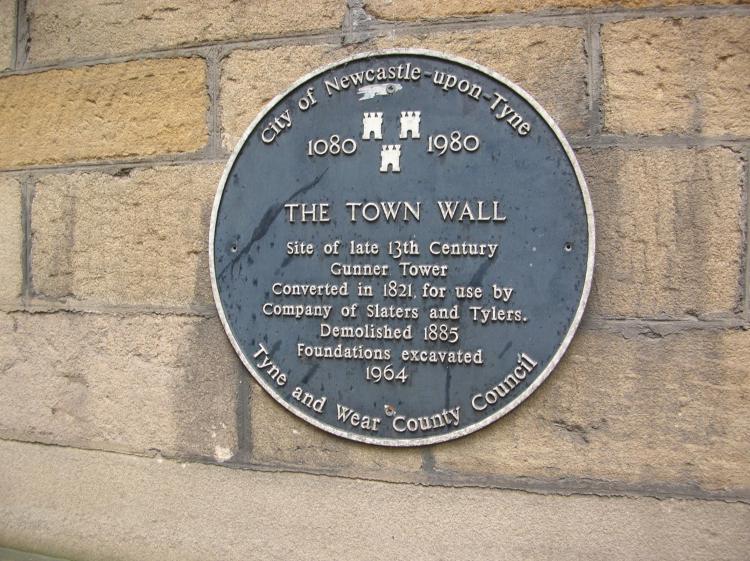 City of Newcastle-upon-Tyne
1080 1980
THE TOWN WALL
Site of late 13th Century
Gunner Tower
Converted in 1821, for use by
Company of Slaters and Tylers.
Demolished 1885
Foundations excavated
1964
Tyne and Wear County Council